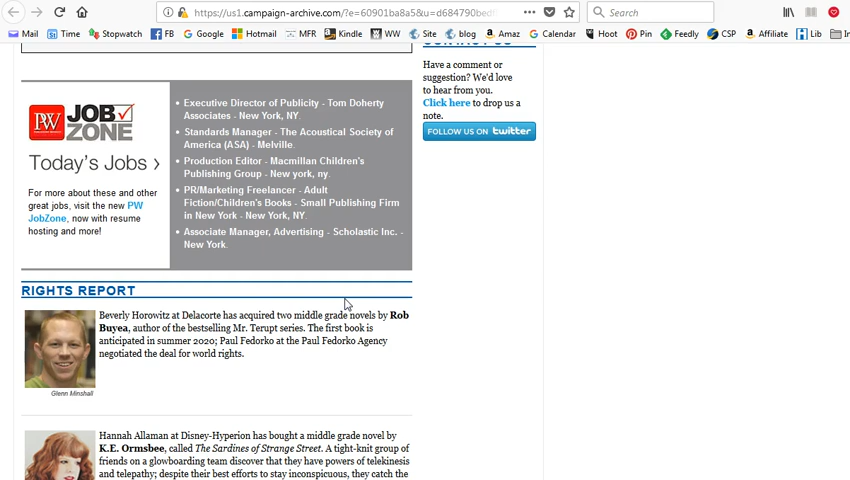 https://us1.campaign-archive.com/?e=60901ba8a5&u=d684790bed
Search
Mail Time Stopwatch FB Google Hotmail MFR Kindle WW Site blog Amaz Calendar Hoot Pin Feedly CSP Affiliate Lib In
Have a comment or
suggestion? We'd love
to hear from you.
Click here to drop us a
note.
FOLLOW US ON twitter
PW JOB ZONE
Today's Jobs ›
For more about these and other
great jobs, visit the new PW
JobZone, now with resume
hosting and more!
• Executive Director of Publicity - Tom Doherty
Associates - New York, NY.
• Standards Manager - The Acoustical Society of
America (ASA) - Melville.
• Production Editor - Macmillan Children's
Publishing Group - New york, ny.
• PR/Marketing Freelancer - Adult
Fiction/Children's Books - Small Publishing Firm
in New York - New York, NY.
• Associate Manager, Advertising - Scholastic Inc. -
New York.
RIGHTS REPORT
Beverly Horowitz at Delacorte has acquired two middle grade novels by Rob
Buyea, author of the bestselling Mr. Terupt series. The first book is
anticipated in summer 2020; Paul Fedorko at the Paul Fedorko Agency
negotiated the deal for world rights.
Glenn Minshall
Hannah Allaman at Disney-Hyperion has bought a middle grade novel by
K.E. Ormsbee, called The Sardines of Strange Street. A tight-knit group of
friends on a glowboarding team discover that they have powers of telekinesis
and telepathy; despite their best efforts to stay inconspicuous, they catch the